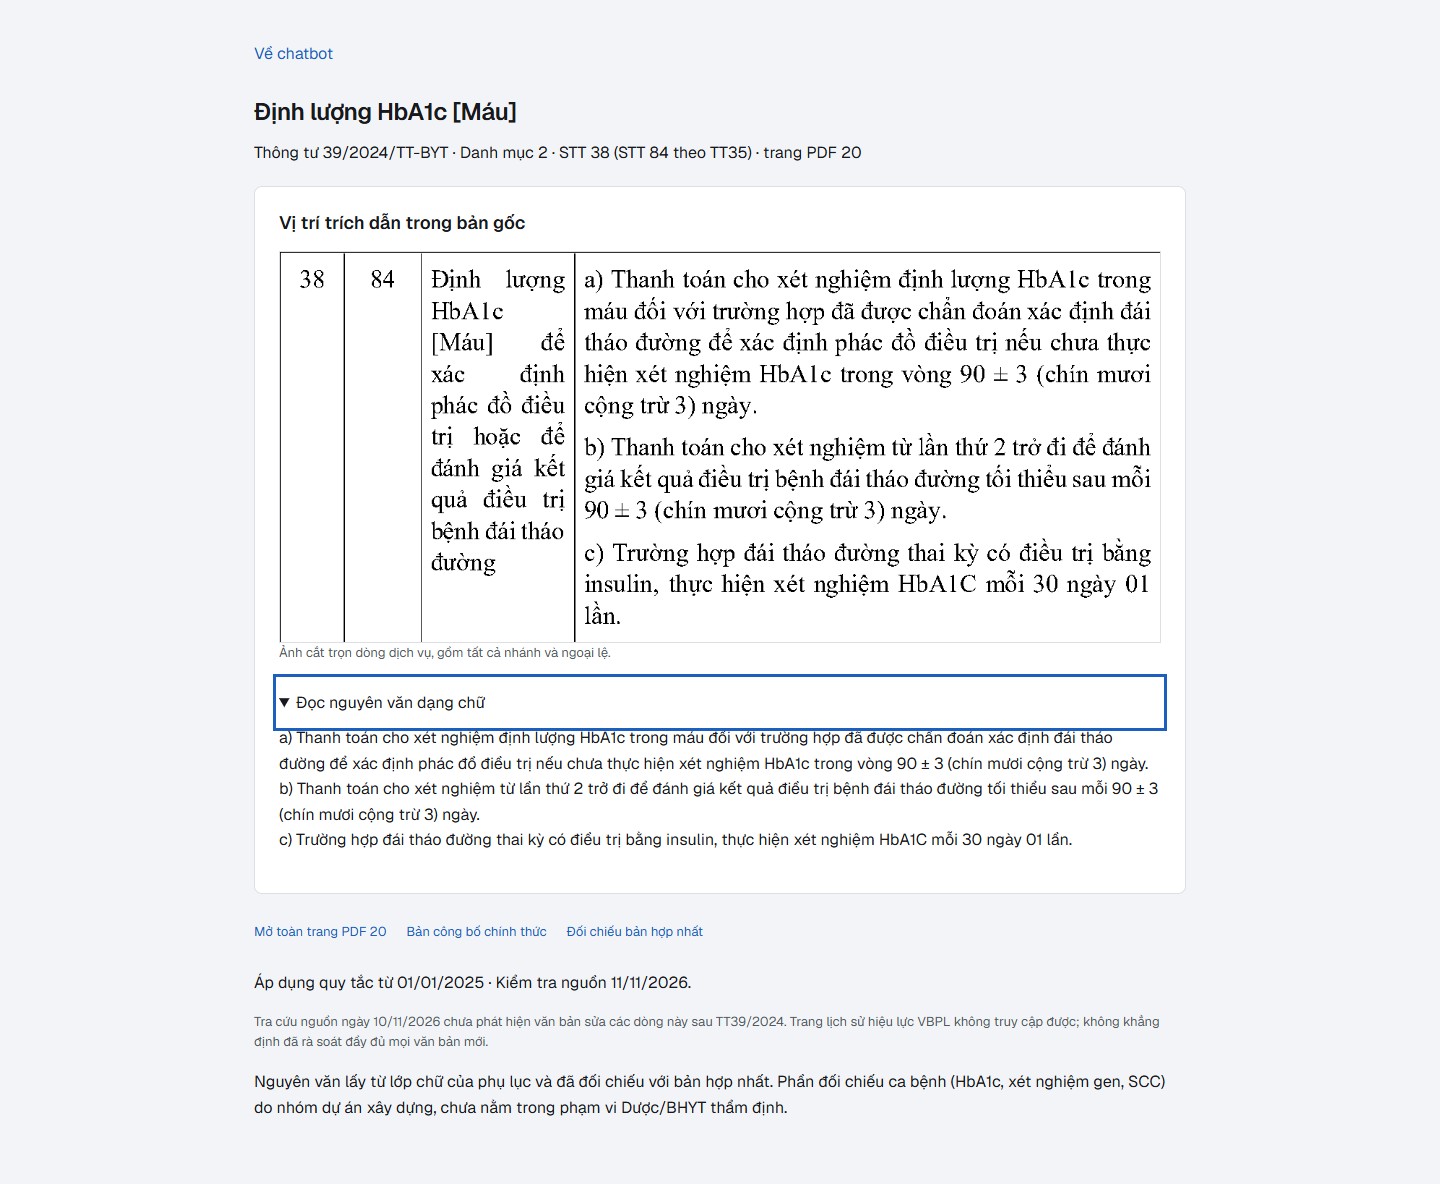 Về chatbot
Định lượng HbA1c [Máu]
Thông tư 39/2024/TT-BYT · Danh mục 2 · STT 38 (STT 84 theo TT35) · trang PDF 20
Vị trí trích dẫn trong bản gốc
38
84
Định lượng
HbA1c
[Máu] để
xác định
phác đồ điều
trị hoặc để
đánh giá kết
quả điều trị
bệnh đái tháo
đường
a) Thanh toán cho xét nghiệm định lượng HbA1c trong
máu đối với trường hợp đã được chẩn đoán xác định đái
tháo đường để xác định phác đồ điều trị nếu chưa thực
hiện xét nghiệm HbA1c trong vòng 90 ± 3 (chín mươi
cộng trừ 3) ngày.
b) Thanh toán cho xét nghiệm từ lần thứ 2 trở đi để đánh
giá kết quả điều trị bệnh đái tháo đường tối thiểu sau mỗi
90 ± 3 (chín mươi cộng trừ 3) ngày.
c) Trường hợp đái tháo đường thai kỳ có điều trị bằng
insulin, thực hiện xét nghiệm HbA1C mỗi 30 ngày 01
lần.
Ảnh cắt trọn dòng dịch vụ, gồm tất cả nhánh và ngoại lệ.
▼ Đọc nguyên văn dạng chữ
a) Thanh toán cho xét nghiệm định lượng HbA1c trong máu đối với trường hợp đã được chẩn đoán xác định đái tháo
đường để xác định phác đồ điều trị nếu chưa thực hiện xét nghiệm HbA1c trong vòng 90 ± 3 (chín mươi cộng trừ 3) ngày.
b) Thanh toán cho xét nghiệm từ lần thứ 2 trở đi để đánh giá kết quả điều trị bệnh đái tháo đường tối thiểu sau mỗi 90 ± 3
(chín mươi cộng trừ 3) ngày.
c) Trường hợp đái tháo đường thai kỳ có điều trị bằng insulin, thực hiện xét nghiệm HbA1C mỗi 30 ngày 01 lần.
Mở toàn trang PDF 20 Bản công bố chính thức Đối chiếu bản hợp nhất
Áp dụng quy tắc từ 01/01/2025 · Kiểm tra nguồn 11/11/2026.
Tra cứu nguồn ngày 10/11/2026 chưa phát hiện văn bản sửa các dòng này sau TT39/2024. Trang lịch sử hiệu lực VBPL không truy cập được; không khẳng
định đã rà soát đầy đủ mọi văn bản mới.
Nguyên văn lấy từ lớp chữ của phụ lục và đã đối chiếu với bản hợp nhất. Phần đối chiếu ca bệnh (HbA1c, xét nghiệm gen, SCC)
do nhóm dự án xây dựng, chưa nằm trong phạm vi Dược/BHYT thẩm định.